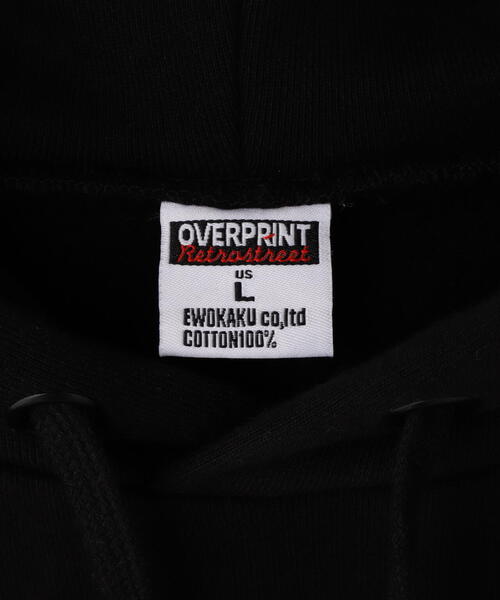 OVERPRINT
Retrostreet
US
L
EWOKAKU co,ltd
COTTON100%